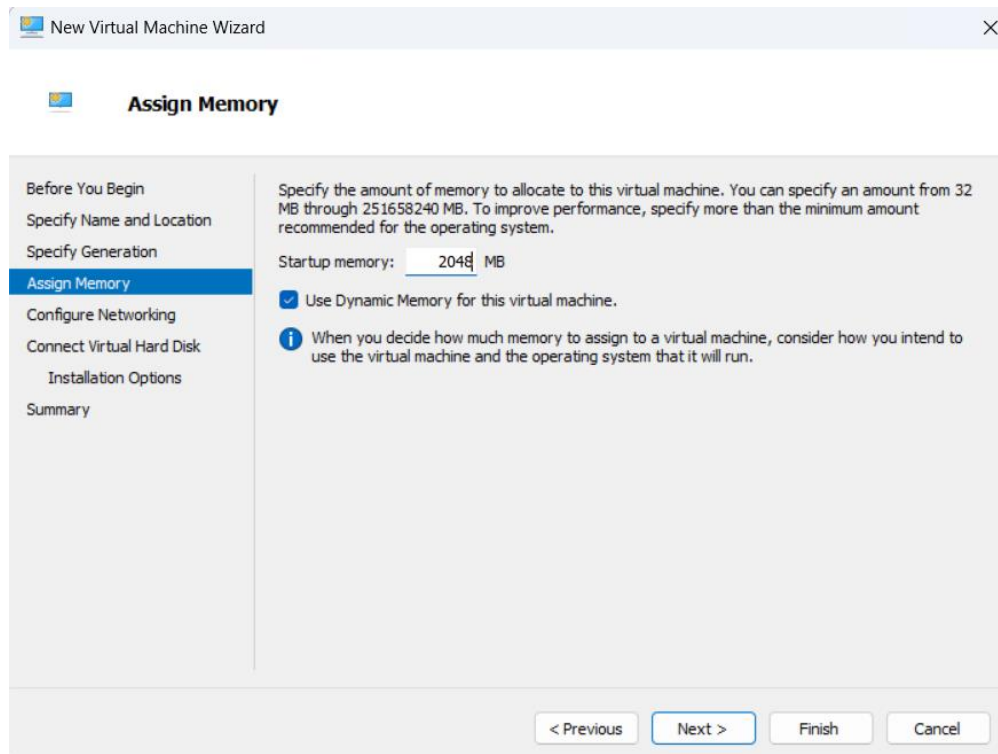 New Virtual Machine Wizard
Assign Memory
Before You Begin
Specify Name and Location
Specify Generation
Assign Memory
Configure Networking
Connect Virtual Hard Disk
Installation Options
Summary
Specify the amount of memory to allocate to this virtual machine. You can specify an amount from 32
MB through 251658240 MB. To improve performance, specify more than the minimum amount
recommended for the operating system.
Startup memory: 2048 MB
Use Dynamic Memory for this virtual machine.
When you decide how much memory to assign to a virtual machine, consider how you intend to
use the virtual machine and the operating system that it will run.
< Previous
Next >
Finish
Cancel